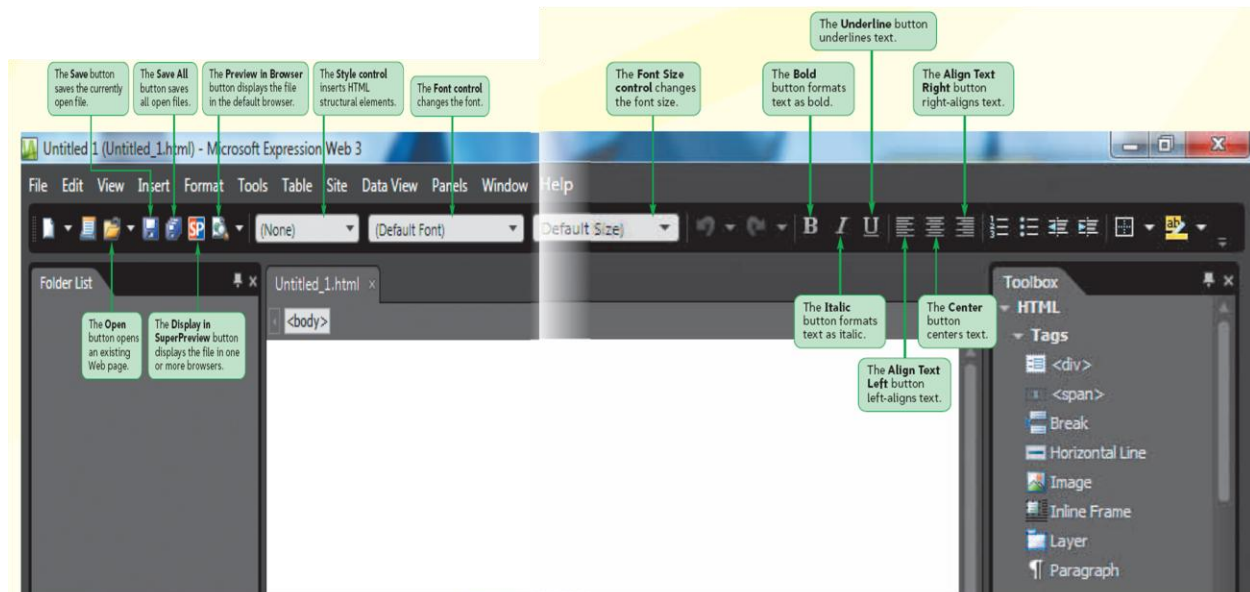 The Underline button
underlines text.
The Save button
saves the currently
open file.
The Save All
button saves
all open files.
The Preview in Browser
button displays the file
in the default browser.
The Style control
inserts HTML
structural elements.
The Font control
changes the font.
The Font Size
control changes
the font size.
The Bold
button formats
text as bold.
The Align Text
Right button
right-aligns text.
Untitled 1 (Untitled_1.html) - Microsoft Expression Web 3
File Edit View Insert Format Tools Table Site Data View Panels Window Help
SP (None) (Default Font) (Default Size) B I U ab
Folder List
Untitled_1.html ×
<body>
The Open
button opens
an existing
Web page.
The Display in
SuperPreview button
displays the file in one
or more browsers.
The Italic
button formats
text as italic.
The Center
button
centers text.
The Align Text
Left button
left-aligns text.
Toolbox
HTML
Tags
<div>
<span>
Break
Horizontal Line
Image
Inline Frame
Layer
¶ Paragraph